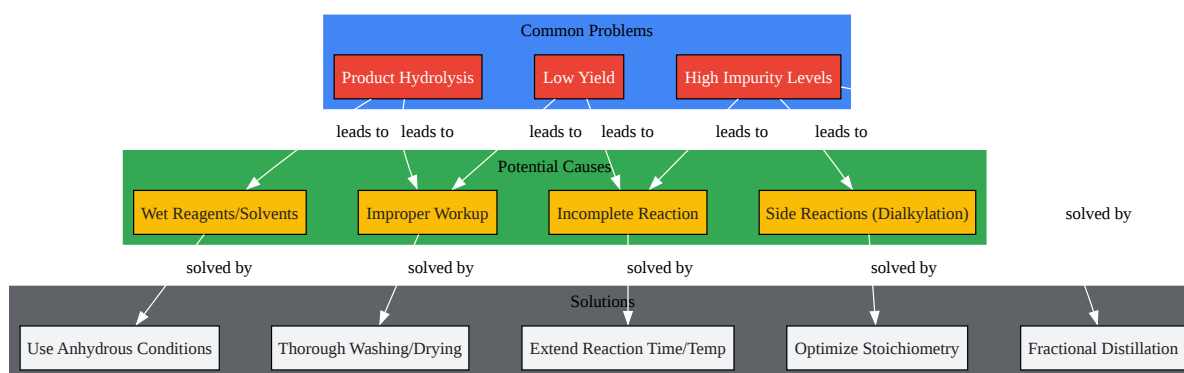 Common Problems
Product Hydrolysis
Low Yield
High Impurity Levels
leads to
leads to
leads to
leads to
leads to
leads to
Potential Causes
Wet Reagents/Solvents
Improper Workup
Incomplete Reaction
Side Reactions (Dialkylation)
solved by
solved by
solved by
solved by
solved by
Solutions
Use Anhydrous Conditions
Thorough Washing/Drying
Extend Reaction Time/Temp
Optimize Stoichiometry
Fractional Distillation